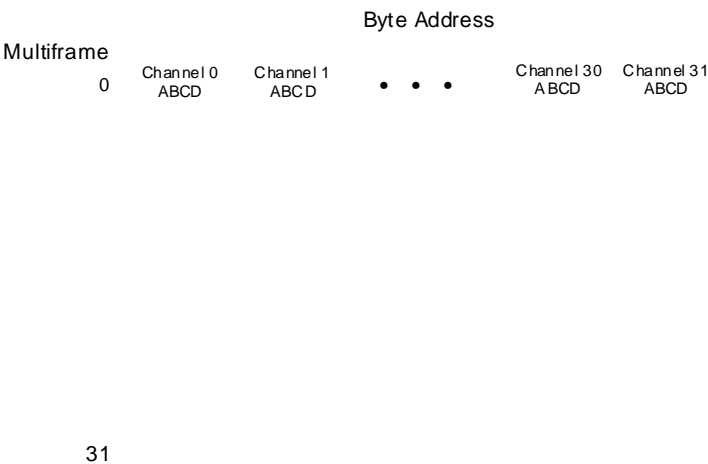 Byte Address
Multiframe
0 Channel 0 Channel 1 • • • Channel 30 Channel 31
ABCD ABCD ABCD ABCD
31